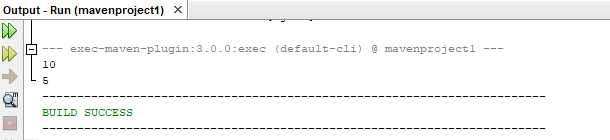 Output - Run (mavenproject1) ×
--- exec-maven-plugin:3.0.0:exec (default-cli) @ mavenproject1 ---
10
5
------------------------------------------------------------------------
BUILD SUCCESS
------------------------------------------------------------------------